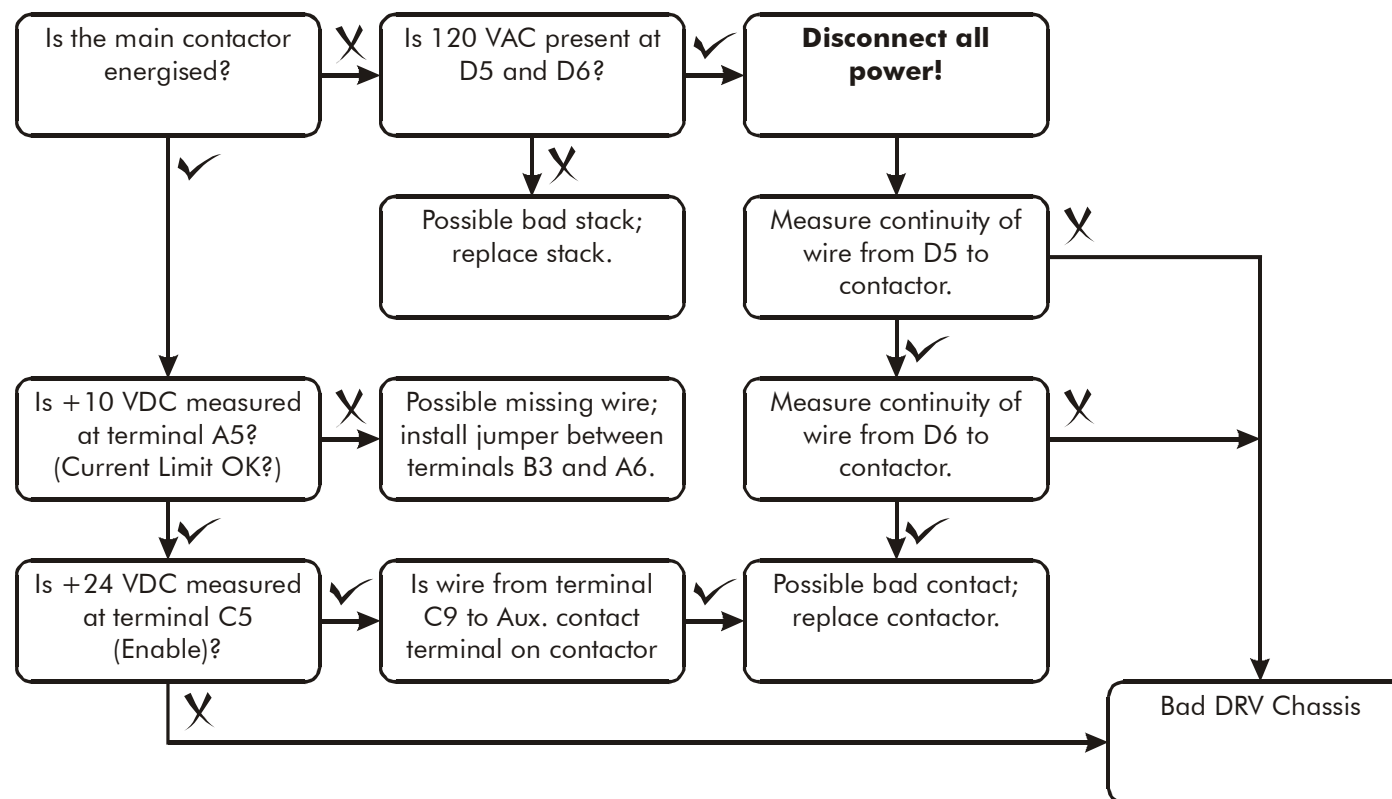 Is the main contactor
energised?
Is 120 VAC present at
D5 and D6?
Disconnect all
power!
Possible bad stack;
replace stack.
Measure continuity of
wire from D5 to
contactor.
Is +10 VDC measured
at terminal A5?
(Current Limit OK?)
Possible missing wire;
install jumper between
terminals B3 and A6.
Measure continuity of
wire from D6 to
contactor.
Is +24 VDC measured
at terminal C5
(Enable)?
Is wire from terminal
C9 to Aux. contact
terminal on contactor
Possible bad contact;
replace contactor.
Bad DRV Chassis